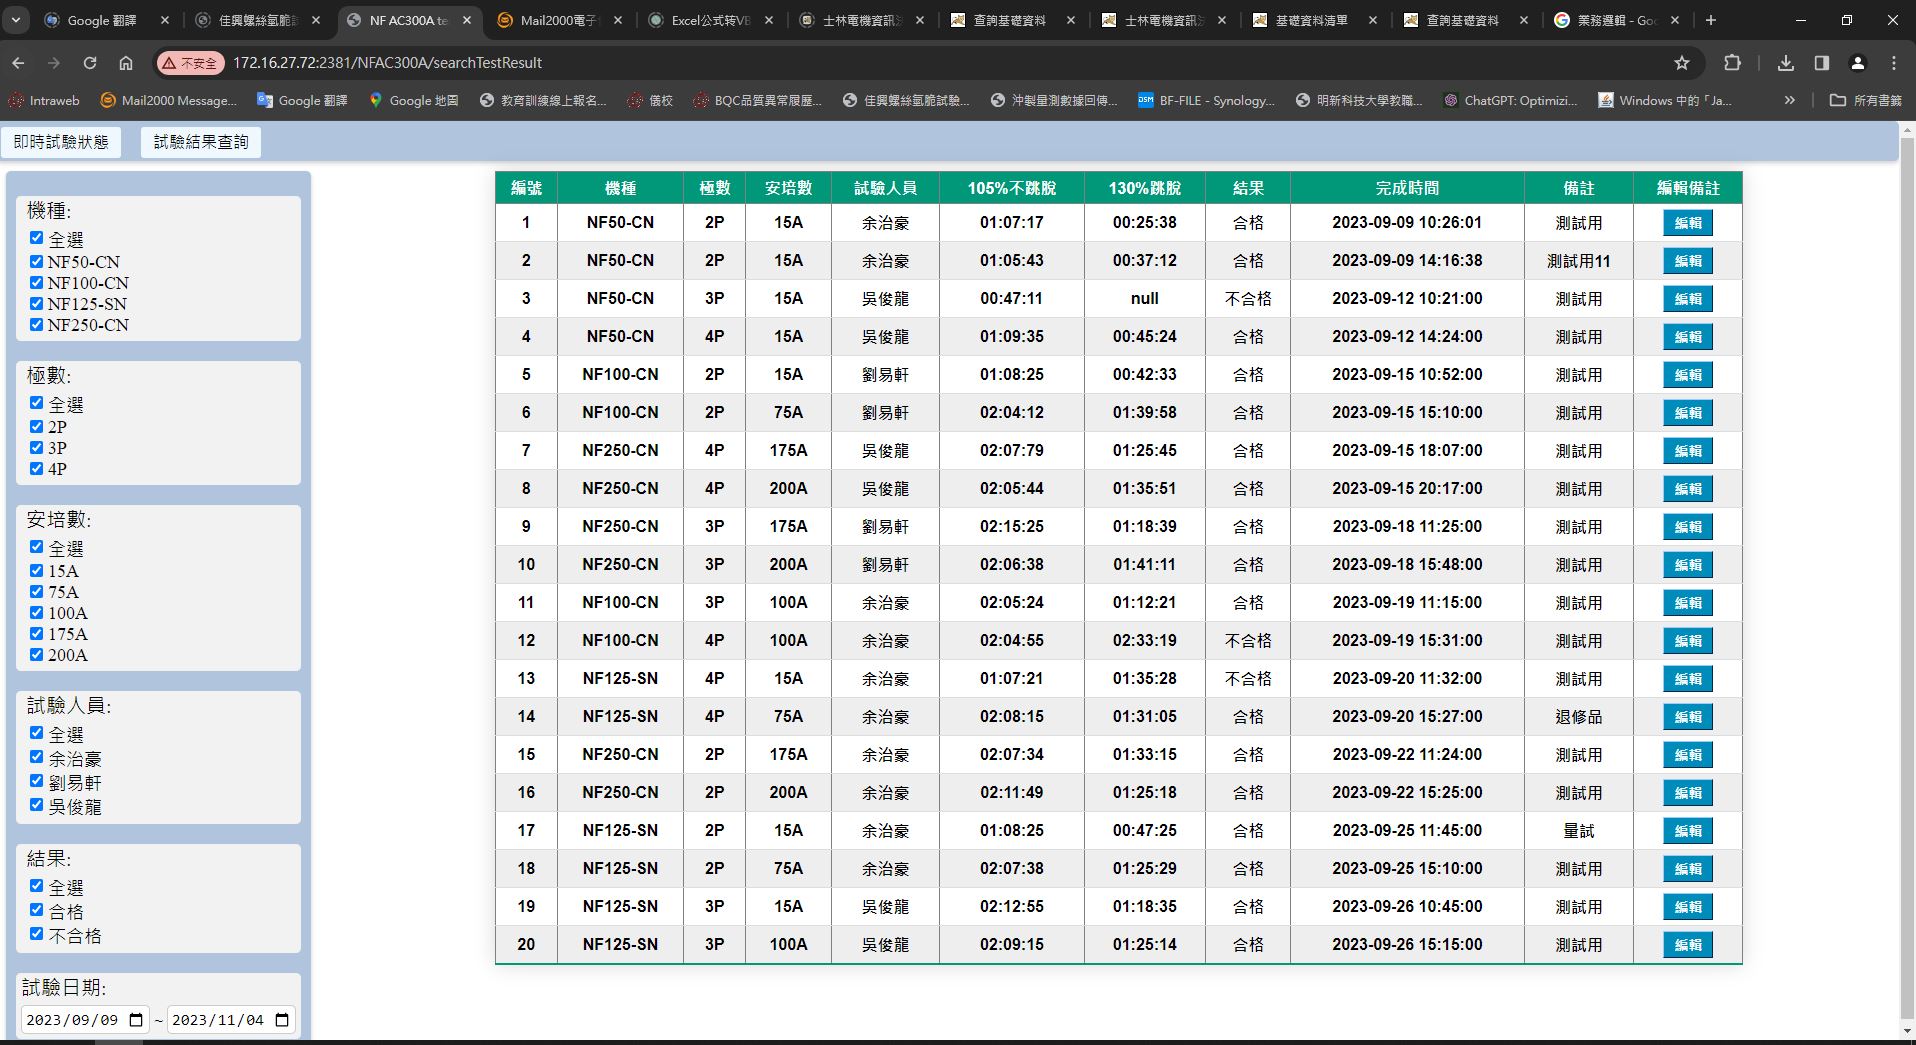 Google 翻譯
佳興螺絲氫脆
NF AC300A te
Mail2000電子
Excel公式转VB
士林電機資訊
查詢基礎資料
士林電機資訊
基礎資料清單
查詢基礎資料
業務邏輯 - Goo
不安全
172.16.27.72:2381/NFAC300A/searchTestResult
Intraweb
Mail2000 Message...
Google 翻譯
Google 地圖
教育訓練線上報名...
儀校
BQC品質異常履歷...
佳興螺絲氫脆試驗...
沖製量測數據回傳...
DSM BF-FILE - Synology...
明新科技大學教職...
ChatGPT: Optimizi...
Windows 中的「Ja...
所有書籤
即時試驗狀態 試驗結果查詢
機種:
全選
NF50-CN
NF100-CN
NF125-SN
NF250-CN
極數:
全選
2P
3P
4P
安培數:
全選
15A
75A
100A
175A
200A
試驗人員:
全選
余治豪
劉易軒
吳俊龍
結果:
全選
合格
不合格
試驗日期:
2023/09/09 ~ 2023/11/04
編號 機種 極數 安培數 試驗人員 105%不跳脫 130%跳脫 結果 完成時間 備註 編輯備註
1 NF50-CN 2P 15A 余治豪 01:07:17 00:25:38 合格 2023-09-09 10:26:01 測試用 編輯
2 NF50-CN 2P 15A 余治豪 01:05:43 00:37:12 合格 2023-09-09 14:16:38 測試用11 編輯
3 NF50-CN 3P 15A 吳俊龍 00:47:11 null 不合格 2023-09-12 10:21:00 測試用 編輯
4 NF50-CN 4P 15A 吳俊龍 01:09:35 00:45:24 合格 2023-09-12 14:24:00 測試用 編輯
5 NF100-CN 2P 15A 劉易軒 01:08:25 00:42:33 合格 2023-09-15 10:52:00 測試用 編輯
6 NF100-CN 2P 75A 劉易軒 02:04:12 01:39:58 合格 2023-09-15 15:10:00 測試用 編輯
7 NF250-CN 4P 175A 吳俊龍 02:07:79 01:25:45 合格 2023-09-15 18:07:00 測試用 編輯
8 NF250-CN 4P 200A 吳俊龍 02:05:44 01:35:51 合格 2023-09-15 20:17:00 測試用 編輯
9 NF250-CN 3P 175A 劉易軒 02:15:25 01:18:39 合格 2023-09-18 11:25:00 測試用 編輯
10 NF250-CN 3P 200A 劉易軒 02:06:38 01:41:11 合格 2023-09-18 15:48:00 測試用 編輯
11 NF100-CN 3P 100A 余治豪 02:05:24 01:12:21 合格 2023-09-19 11:15:00 測試用 編輯
12 NF100-CN 4P 100A 余治豪 02:04:55 02:33:19 不合格 2023-09-19 15:31:00 測試用 編輯
13 NF125-SN 4P 15A 余治豪 01:07:21 01:35:28 不合格 2023-09-20 11:32:00 測試用 編輯
14 NF125-SN 4P 75A 余治豪 02:08:15 01:31:05 合格 2023-09-20 15:27:00 退修品 編輯
15 NF250-CN 2P 175A 余治豪 02:07:34 01:33:15 合格 2023-09-22 11:24:00 測試用 編輯
16 NF250-CN 2P 200A 余治豪 02:11:49 01:25:18 合格 2023-09-22 15:25:00 測試用 編輯
17 NF125-SN 2P 15A 余治豪 01:08:25 00:47:25 合格 2023-09-25 11:45:00 量試 編輯
18 NF125-SN 2P 75A 余治豪 02:07:38 01:25:29 合格 2023-09-25 15:10:00 測試用 編輯
19 NF125-SN 3P 15A 吳俊龍 02:12:55 01:18:35 合格 2023-09-26 10:45:00 測試用 編輯
20 NF125-SN 3P 100A 吳俊龍 02:09:15 01:25:14 合格 2023-09-26 15:15:00 測試用 編輯